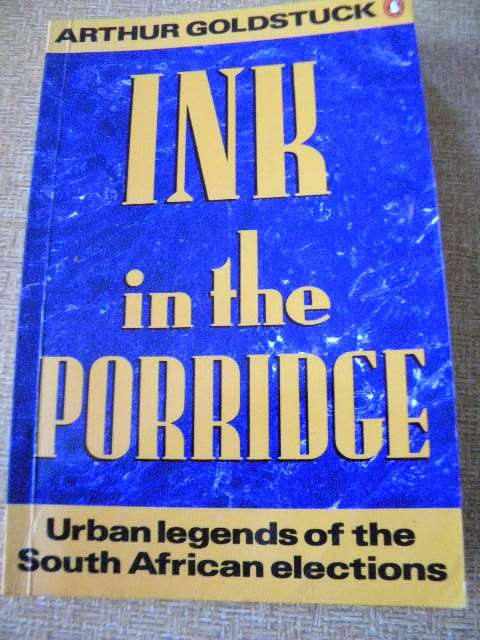 ARTHUR GOLDSTUCK
INK
in the
PORRIDGE
Urban legends of the
South African elections